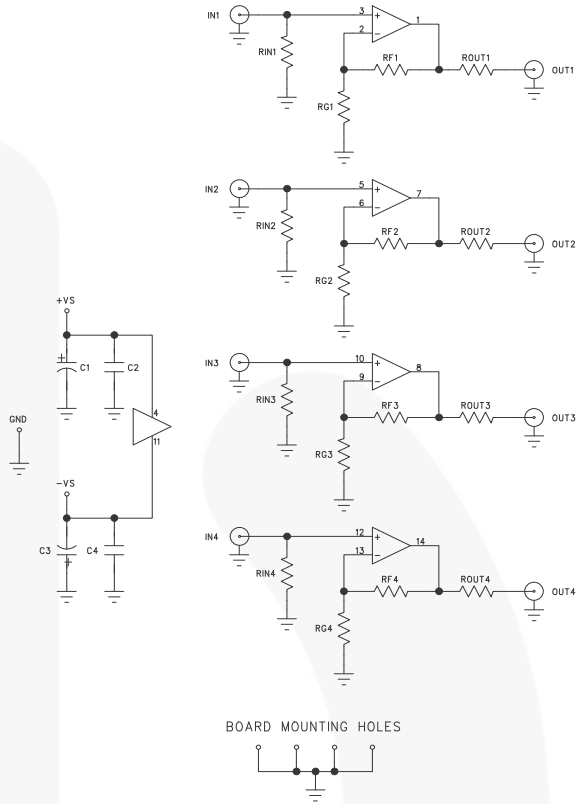 IN1
3
+
1
2
−
RIN1
RF1
ROUT1
OUT1
RG1
IN2
5
+
7
6
−
RIN2
RF2
ROUT2
OUT2
RG2
+VS
+
C1
C2
IN3
10
+
8
9
−
RIN3
RF3
ROUT3
OUT3
RG3
GND
4
11
−VS
C3
+
C4
IN4
12
+
14
13
−
RIN4
RF4
ROUT4
OUT4
RG4
BOARD MOUNTING HOLES